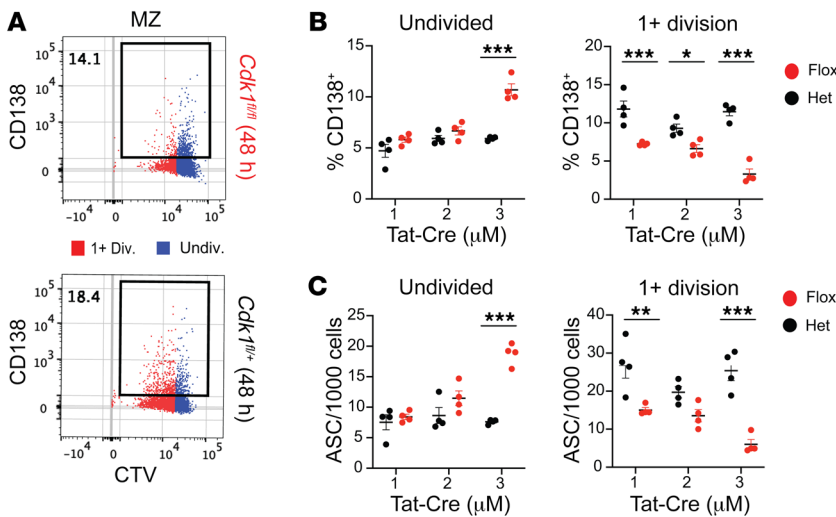 A
MZ
14.1
CD138
10^5
10^4
10^3
0
-10^4
0
10^4
10^5
Cdk1^fl/fl (48 h)
1+ Div.
Undiv.
18.4
CD138
10^5
10^4
10^3
0
-10^4
0
10^4
10^5
CTV
Cdk1^fl/+ (48 h)
B
Undivided
% CD138+
15
10
5
0
***
1 2 3
Tat-Cre (µM)
1+ division
% CD138+
20
15
10
5
0
*** * ***
1 2 3
Tat-Cre (µM)
Flox
Het
C
Undivided
ASC/1000 cells
25
20
15
10
5
0
***
1 2 3
Tat-Cre (µM)
1+ division
ASC/1000 cells
40
30
20
10
0
** ***
1 2 3
Tat-Cre (µM)
Flox
Het